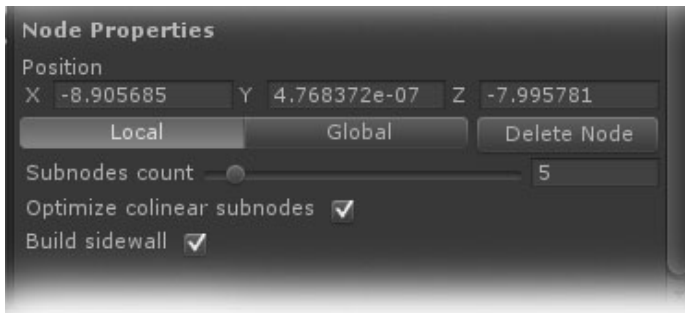 Node Properties
Position
X -8.905685 Y 4.768372e-07 Z -7.995781
Local Global Delete Node
Subnodes count 5
Optimize colinear subnodes
Build sidewall